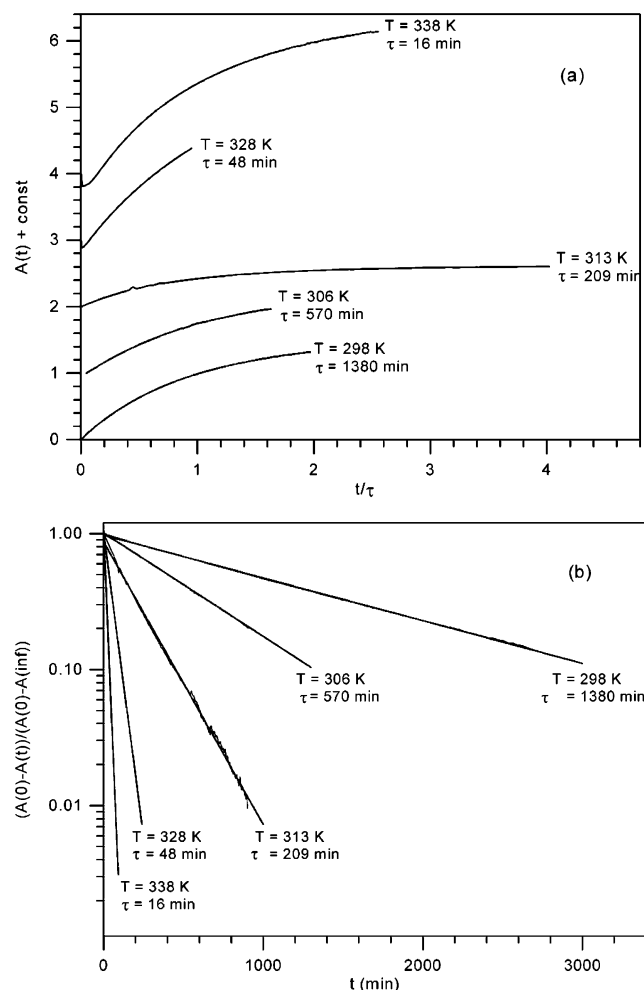 T = 338 K
τ = 16 min
(a)
T = 328 K
τ = 48 min
T = 313 K
τ = 209 min
T = 306 K
τ = 570 min
T = 298 K
τ = 1380 min
A(t) + const
6
5
4
3
2
1
0
0 1 2 3 4
t/τ
(b)
1.00
0.10
0.01
(A(0)-A(t))/(A(0)-A(inf))
T = 306 K
τ = 570 min
T = 298 K
τ = 1380 min
T = 328 K
τ = 48 min
T = 313 K
τ = 209 min
T = 338 K
τ = 16 min
0 1000 2000 3000
t (min)